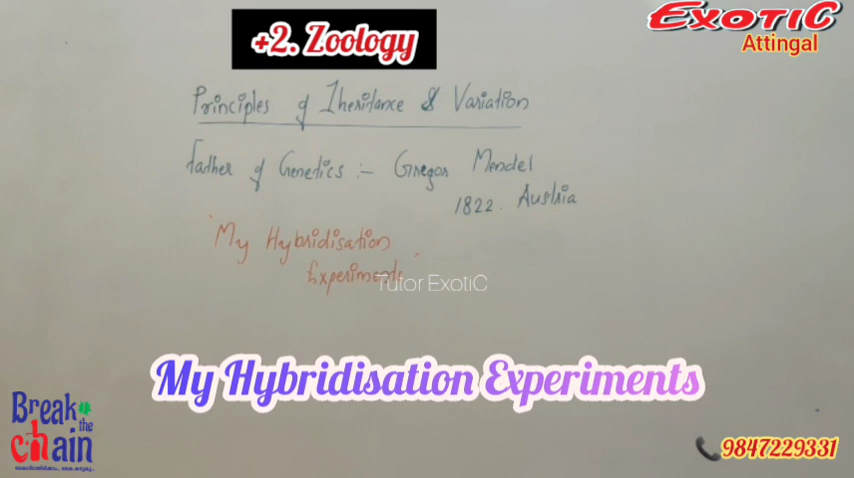 +2. Zoology
EXOTIC
Attingal
Principles of Iheritance & Variation
Father of Genetics :- Gregor Mendel
1822. Austria
"My Hybridisation
Experiments"
Tutor ExotiC
My Hybridisation Experiments
Break
the
chain
9847229331